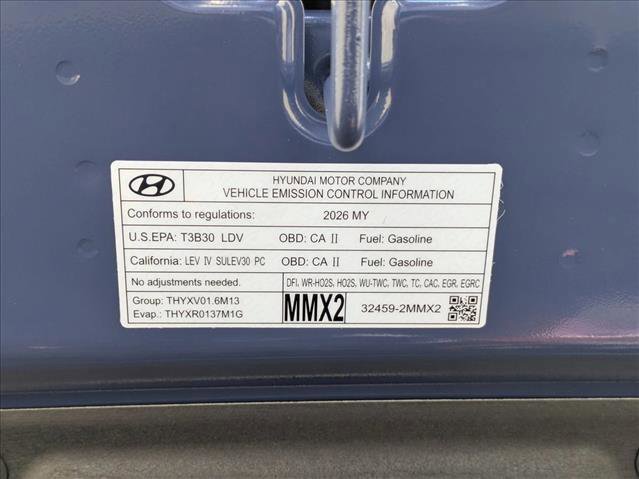 HYUNDAI MOTOR COMPANY
VEHICLE EMISSION CONTROL INFORMATION
Conforms to regulations: 2026 MY
U.S.EPA: T3B30 LDV OBD: CA II Fuel: Gasoline
California: LEV IV SULEV30 PC OBD: CA II Fuel: Gasoline
No adjustments needed. DFI, WR-HO2S, HO2S, WU-TWC, TWC, TC, CAC, EGR, EGRC
Group: THYXV01.6M13
Evap.: THYXR0137M1G
MMX2 32459-2MMX2